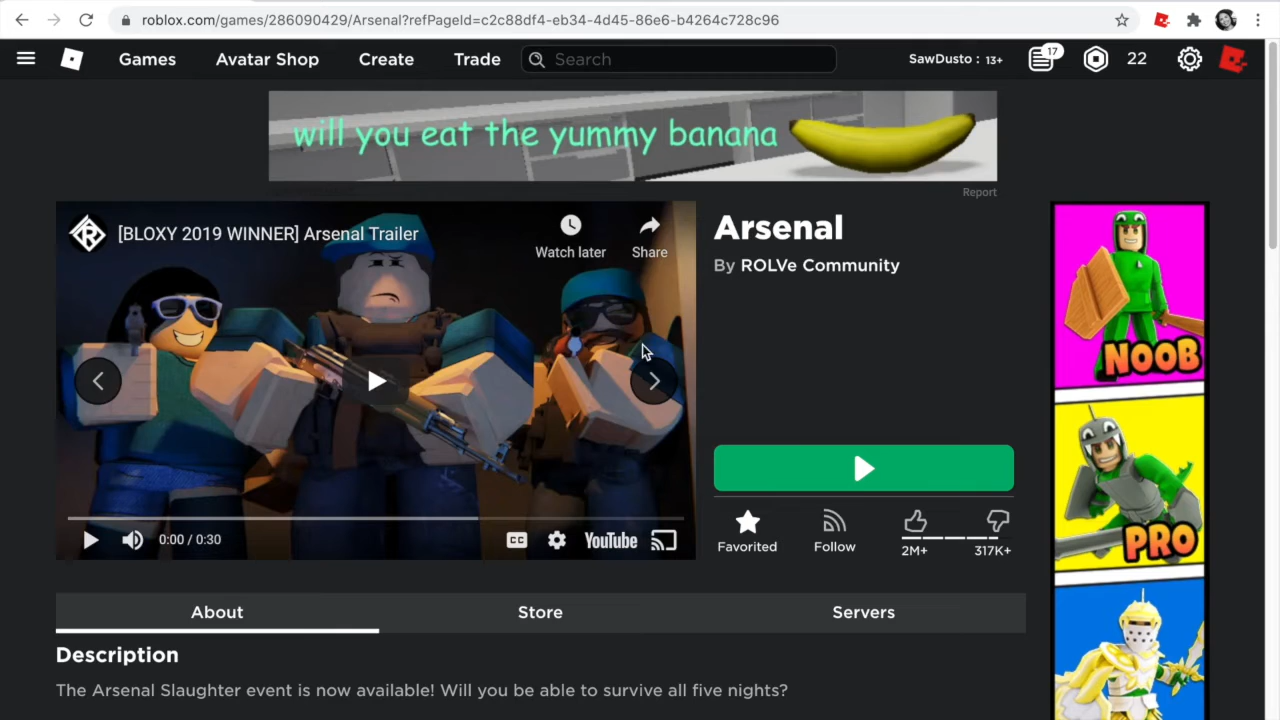 roblox.com/games/286090429/Arsenal?refPageId=c2c88df4-eb34-4d45-86e6-b4264c728c96
Games
Avatar Shop
Create
Trade
Search
SawDusto : 13+
17
22
will you eat the yummy banana
Report
[BLOXY 2019 WINNER] Arsenal Trailer
Watch later
Share
0:00 / 0:30
CC
YouTube
Arsenal
By ROLVe Community
Favorited
Follow
2M+
317K+
NOOB
PRO
About
Store
Servers
Description
The Arsenal Slaughter event is now available! Will you be able to survive all five nights?